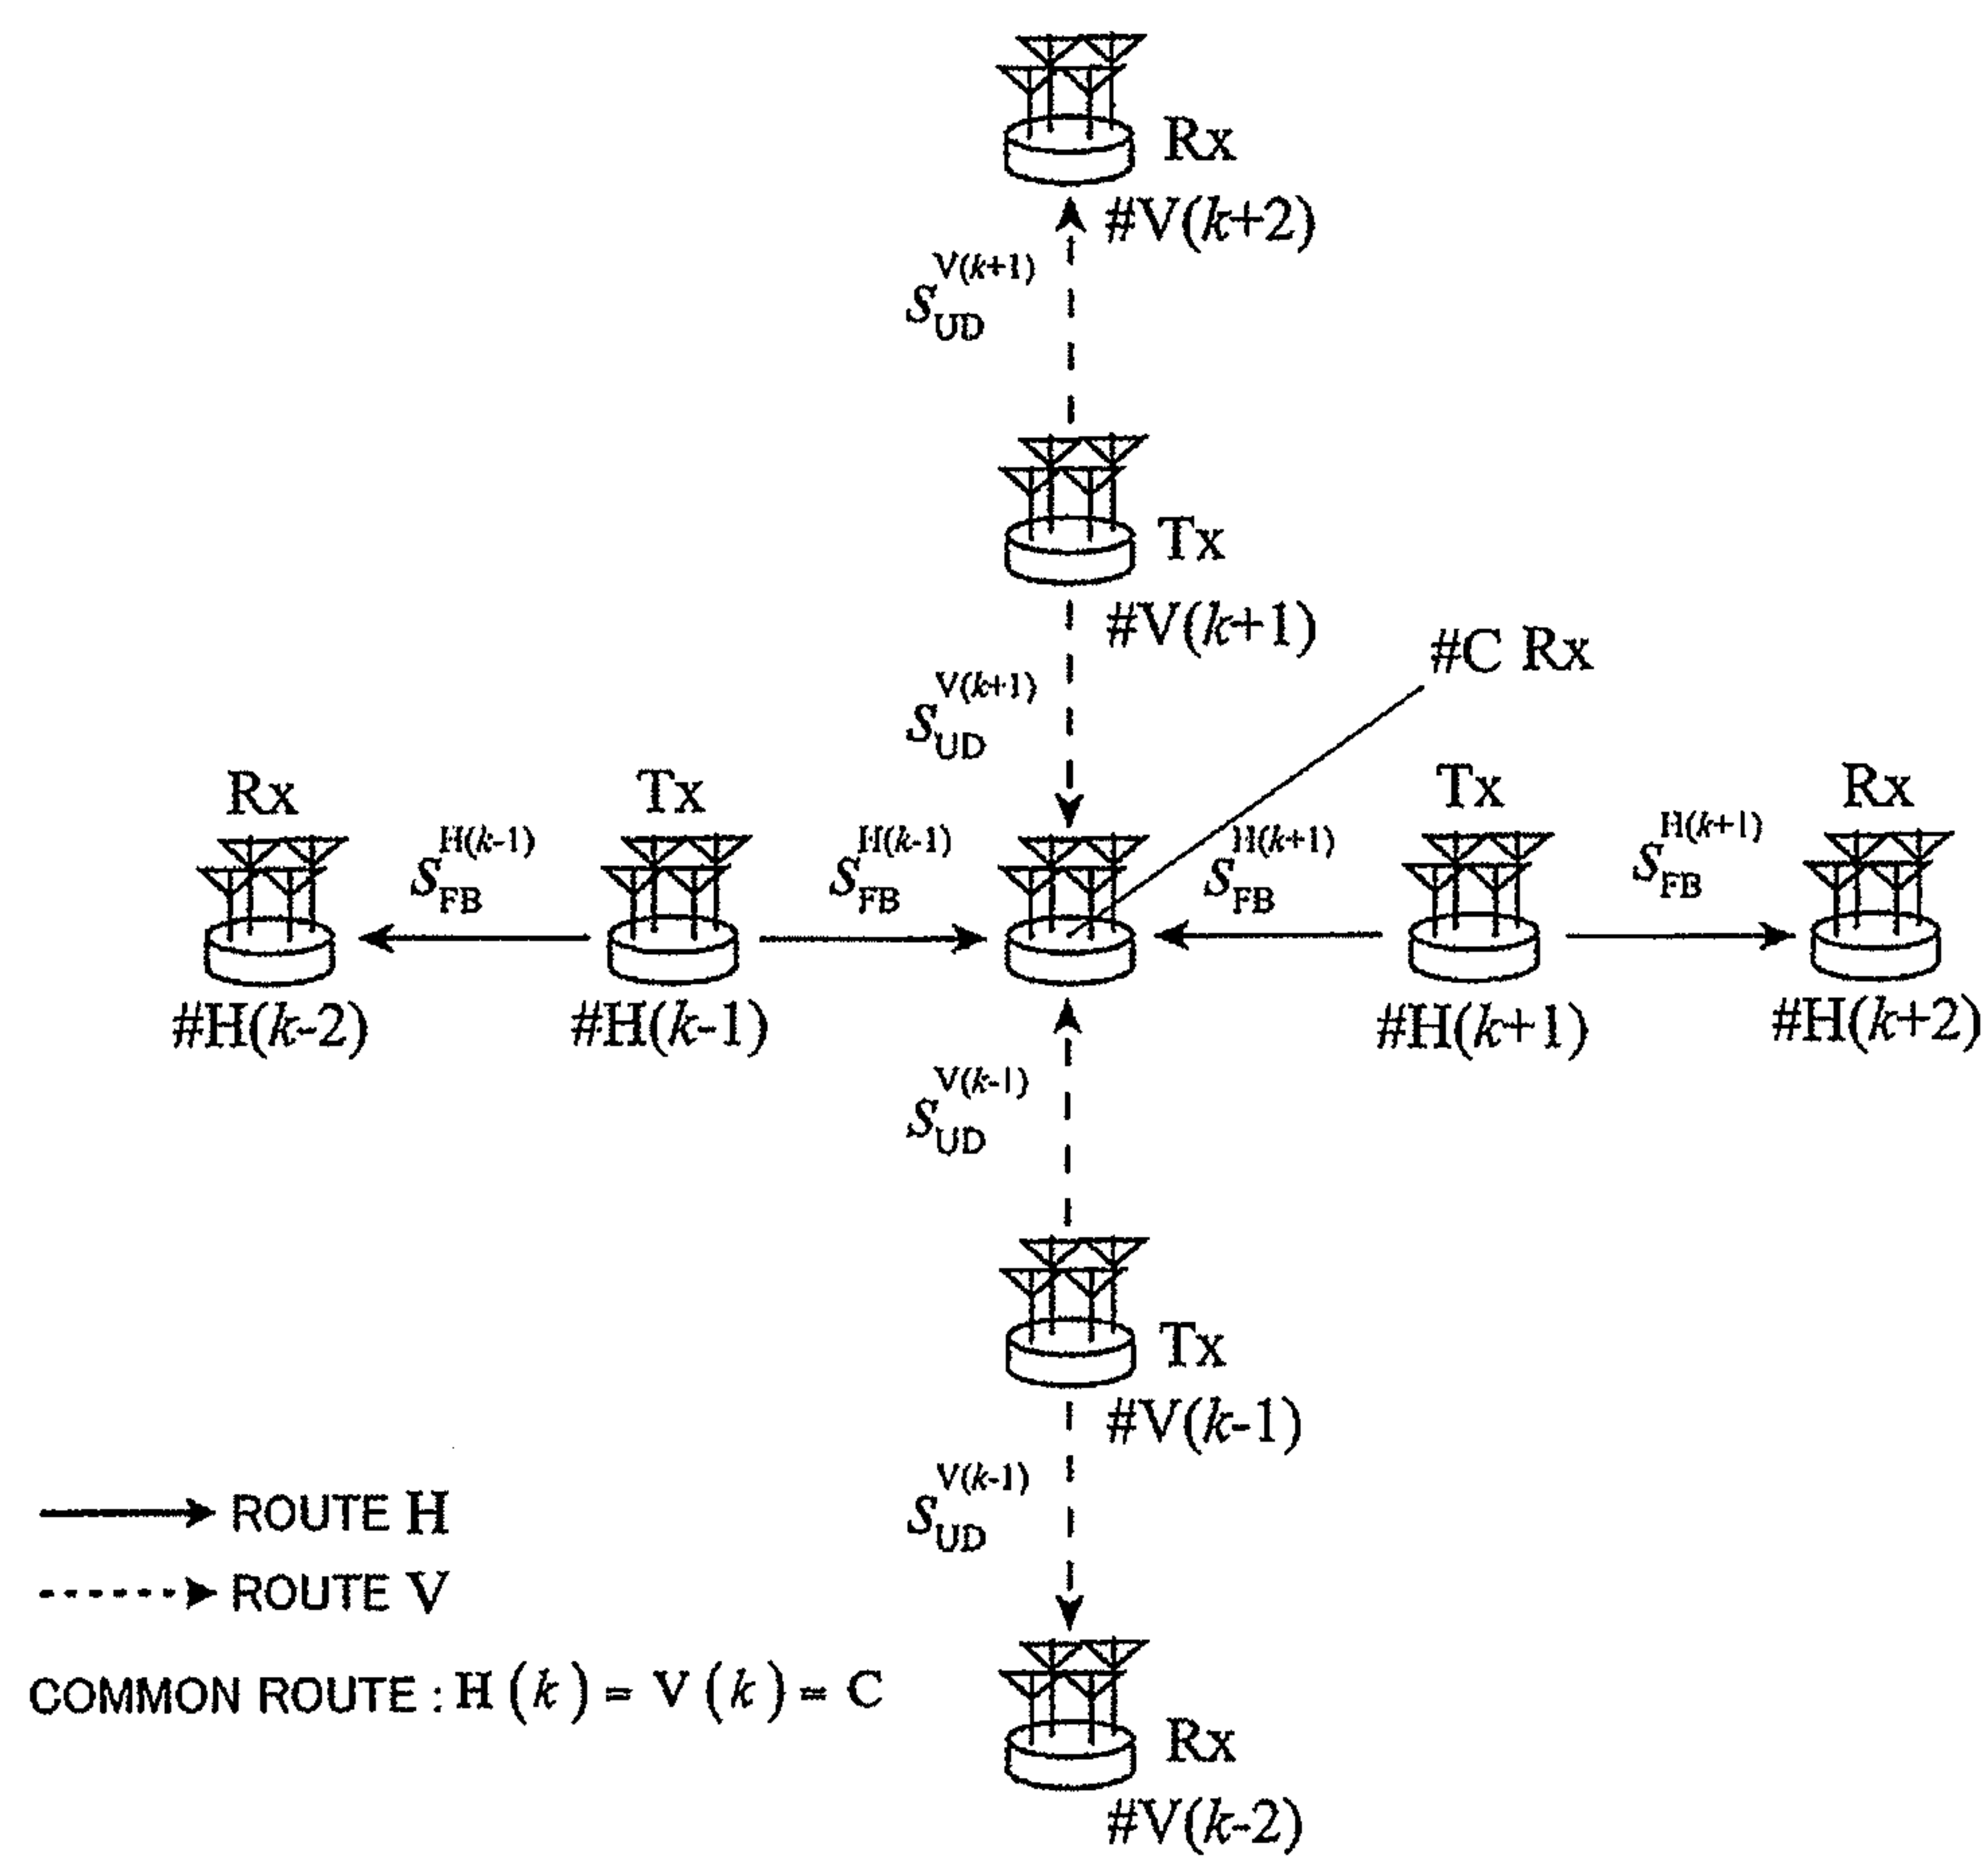 Rx
#V(k+2)
S_UD^V(k+1)
Tx
#V(k+1)
#C Rx
S_UD^V(k+1)
Rx Tx Tx Rx
S_FB^H(k-1) S_FB^H(k-1) S_FB^H(k+1) S_FB^H(k+1)
#H(k-2) #H(k-1) #H(k+1) #H(k+2)
S_UD^V(k-1)
Tx
#V(k-1)
S_UD^V(k-1)
ROUTE H
ROUTE V
COMMON ROUTE : H(k) = V(k) = C
Rx
#V(k-2)